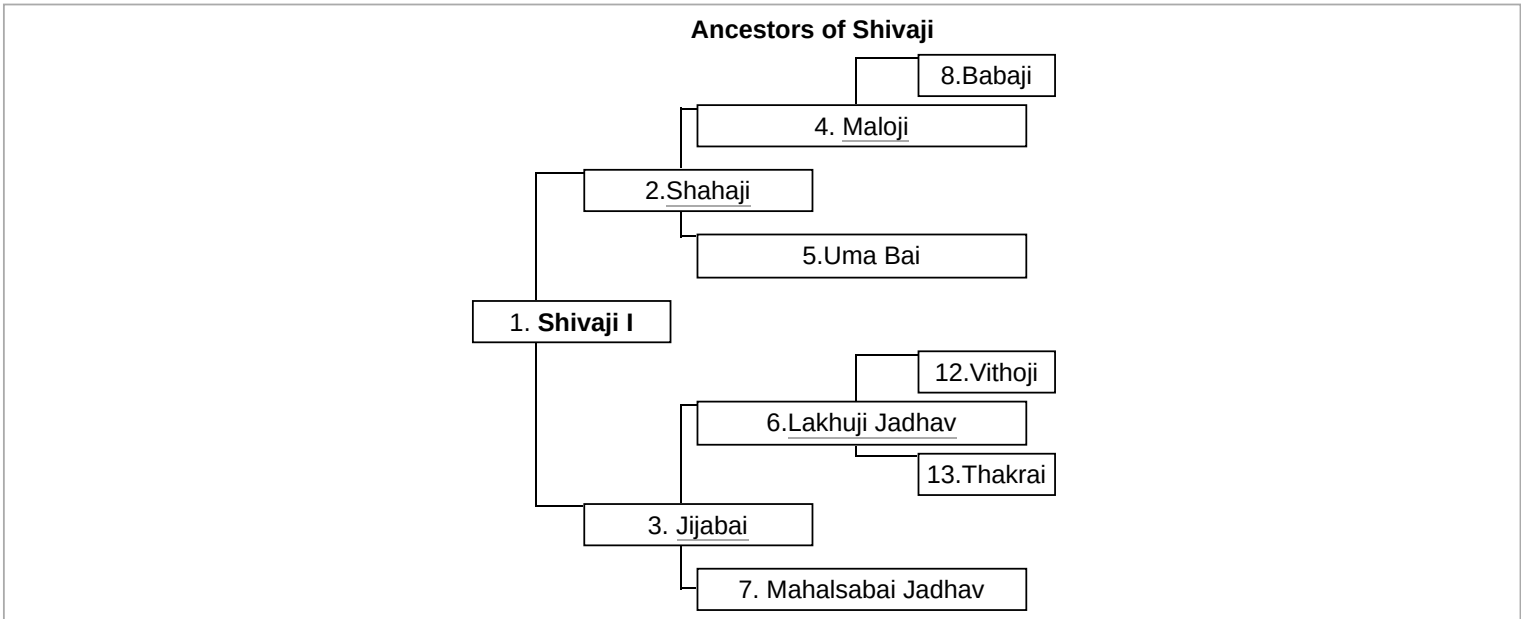 Ancestors of Shivaji
8.Babaji
4. Maloji
2.Shahaji
5.Uma Bai
1. Shivaji I
12.Vithoji
6.Lakhuji Jadhav
13.Thakrai
3. Jijabai
7. Mahalsabai Jadhav